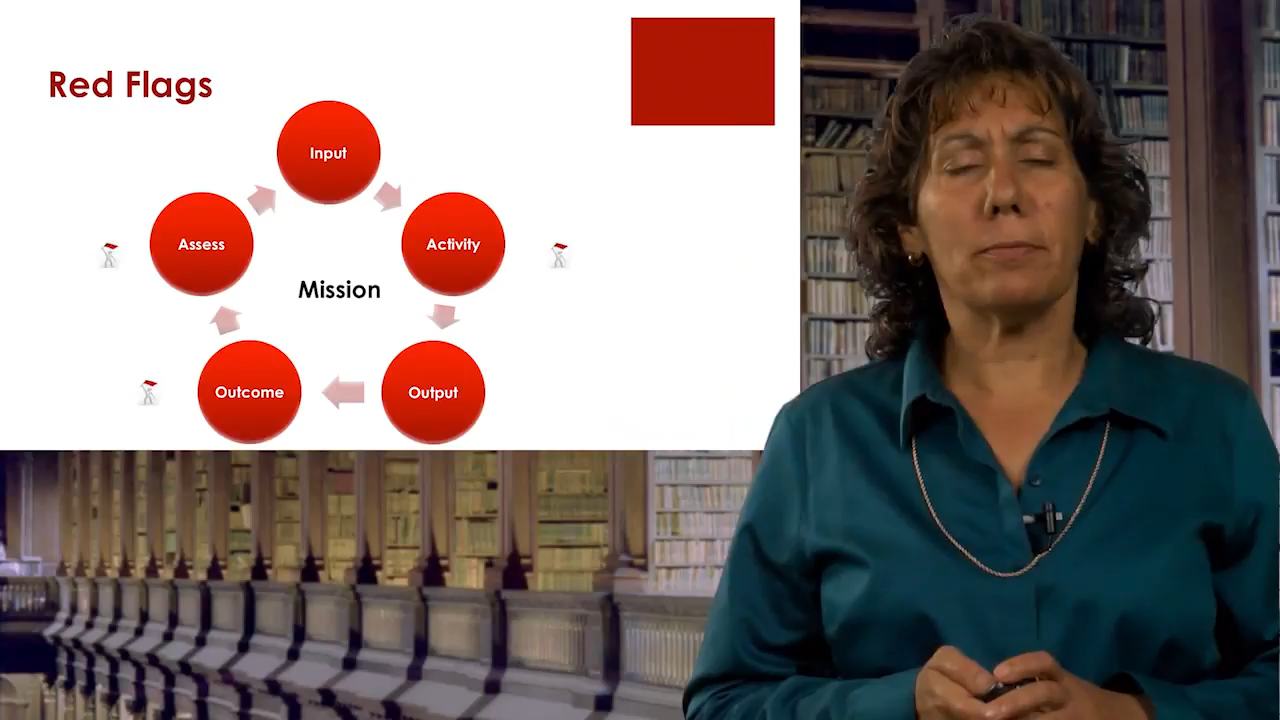 Red Flags
Input
Assess
Activity
Mission
Outcome
Output